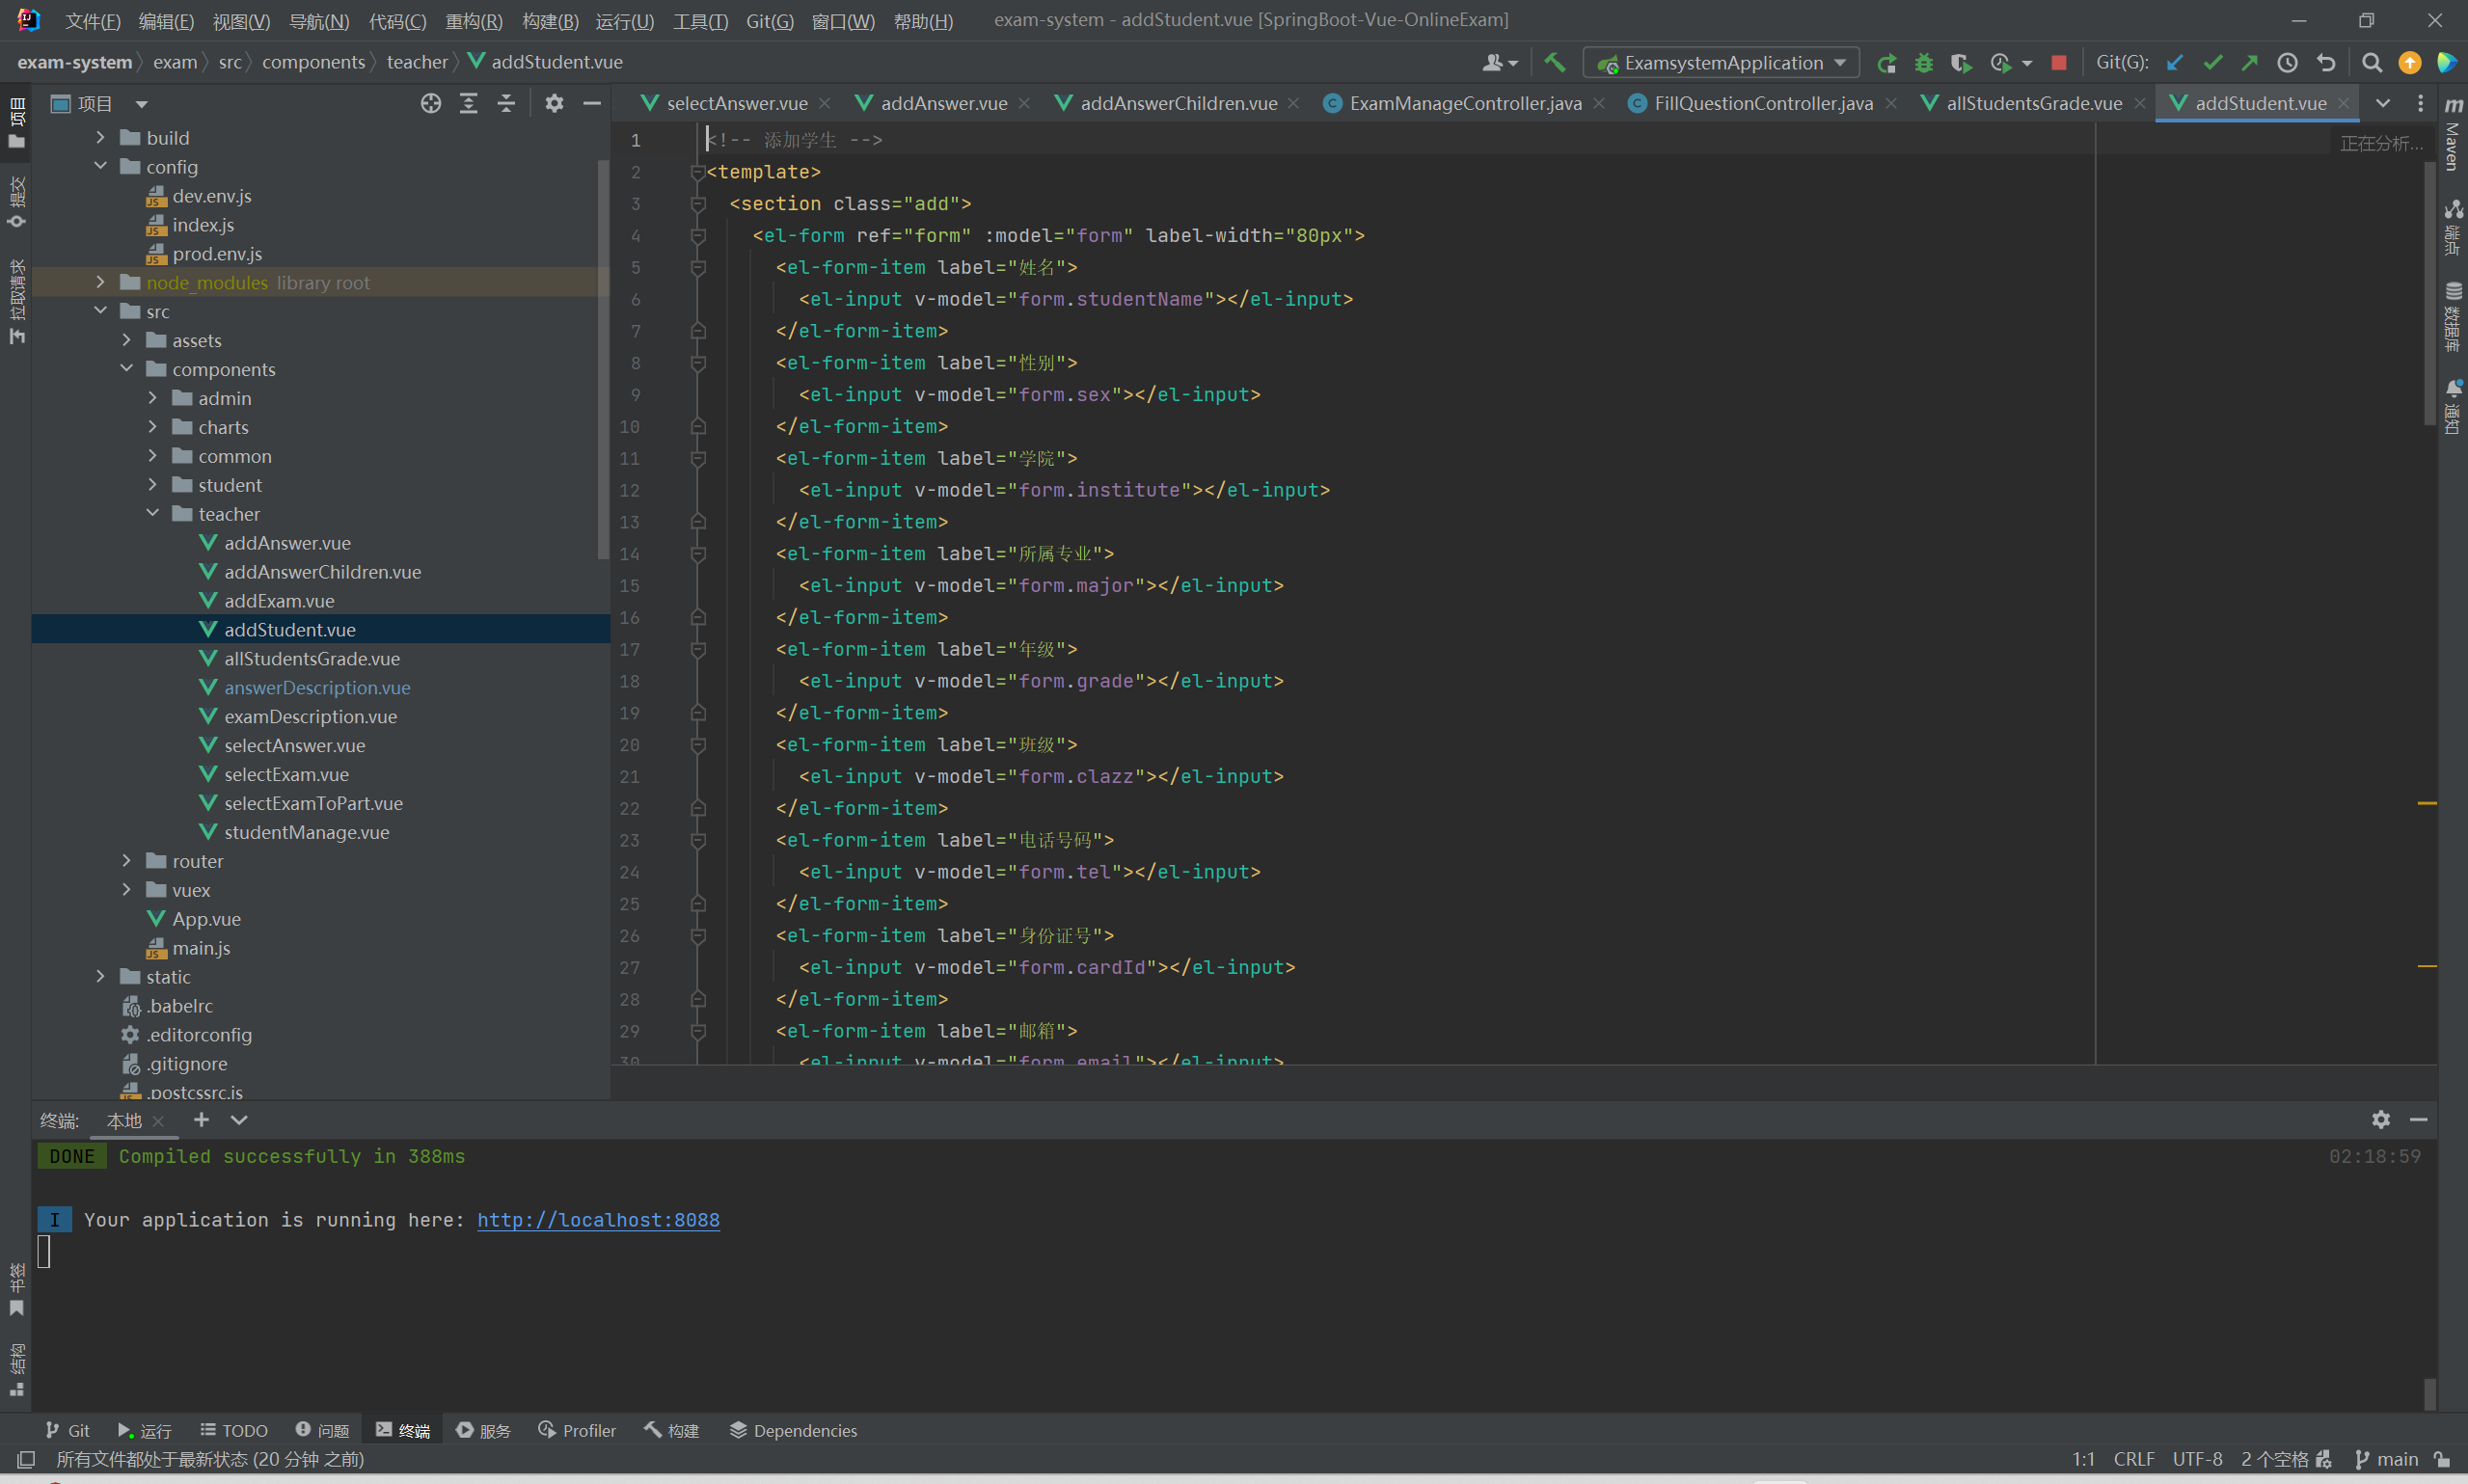 文件(F) 编辑(E) 视图(V) 导航(N) 代码(C) 重构(R) 构建(B) 运行(U) 工具(T) Git(G) 窗口(W) 帮助(H) exam-system - addStudent.vue [SpringBoot-Vue-OnlineExam]
exam-system exam src components teacher addStudent.vue ExamsystemApplication Git(G):
项目
selectAnswer.vue addAnswer.vue addAnswerChildren.vue ExamManageController.java FillQuestionController.java allStudentsGrade.vue addStudent.vue
项目
提交
拉取请求
build
config
dev.env.js
index.js
prod.env.js
node_modules library root
src
assets
components
admin
charts
common
student
teacher
addAnswer.vue
addAnswerChildren.vue
addExam.vue
addStudent.vue
allStudentsGrade.vue
answerDescription.vue
examDescription.vue
selectAnswer.vue
selectExam.vue
selectExamToPart.vue
studentManage.vue
router
vuex
App.vue
main.js
static
.babelrc
.editorconfig
.gitignore
.postcssrc.js
正在分析...
1 <!-- 添加学生 -->
2 <template>
3 <section class="add">
4 <el-form ref="form" :model="form" label-width="80px">
5 <el-form-item label="姓名">
6 <el-input v-model="form.studentName"></el-input>
7 </el-form-item>
8 <el-form-item label="性别">
9 <el-input v-model="form.sex"></el-input>
10 </el-form-item>
11 <el-form-item label="学院">
12 <el-input v-model="form.institute"></el-input>
13 </el-form-item>
14 <el-form-item label="所属专业">
15 <el-input v-model="form.major"></el-input>
16 </el-form-item>
17 <el-form-item label="年级">
18 <el-input v-model="form.grade"></el-input>
19 </el-form-item>
20 <el-form-item label="班级">
21 <el-input v-model="form.clazz"></el-input>
22 </el-form-item>
23 <el-form-item label="电话号码">
24 <el-input v-model="form.tel"></el-input>
25 </el-form-item>
26 <el-form-item label="身份证号">
27 <el-input v-model="form.cardId"></el-input>
28 </el-form-item>
29 <el-form-item label="邮箱">
30 <el-input v-model="form.email"></el-input>
m Maven
端点
数据库
通知
终端: 本地
DONE Compiled successfully in 388ms 02:18:59
I Your application is running here: http://localhost:8088
书签
结构
Git 运行 TODO 问题 终端 服务 Profiler 构建 Dependencies
所有文件都处于最新状态 (20 分钟 之前) 1:1 CRLF UTF-8 2 个空格 main